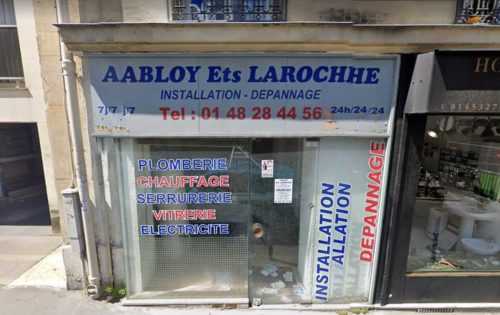 AABLOY Ets LAROCHHE
INSTALLATION - DEPANNAGE
7/7 /7 Tel : 01 48 28 44 56 24h/24/24
PLOMBERIE
CHAUFFAGE
SERRURERIE
VITRERIE
ELECTRICITE
INSTALLATION
ALLATION
DEPANNAGE
HO